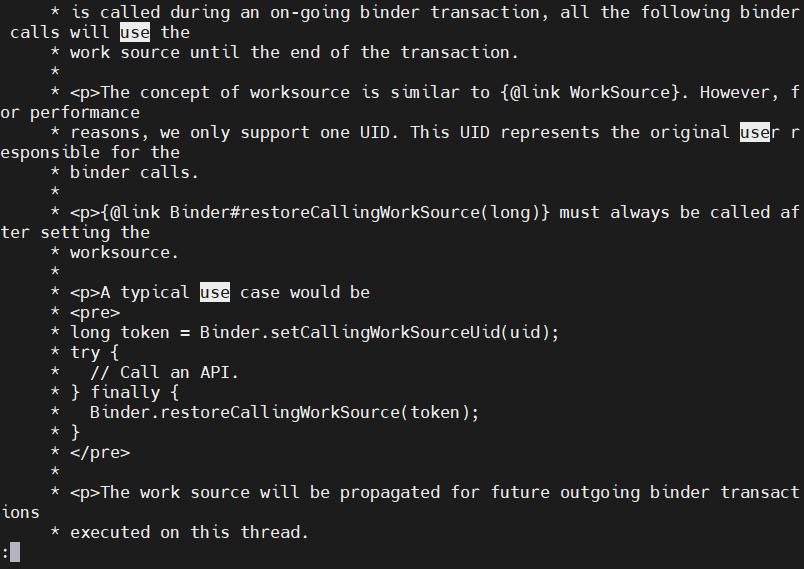 * is called during an on-going binder transaction, all the following binder
 calls will use the
     * work source until the end of the transaction.
     *
     * <p>The concept of worksource is similar to {@link WorkSource}. However, f
or performance
     * reasons, we only support one UID. This UID represents the original user r
esponsible for the
     * binder calls.
     *
     * <p>{@link Binder#restoreCallingWorkSource(long)} must always be called af
ter setting the
     * worksource.
     *
     * <p>A typical use case would be
     * <pre>
     * long token = Binder.setCallingWorkSourceUid(uid);
     * try {
     *   // Call an API.
     * } finally {
     *   Binder.restoreCallingWorkSource(token);
     * }
     * </pre>
     *
     * <p>The work source will be propagated for future outgoing binder transact
ions
     * executed on this thread.
: